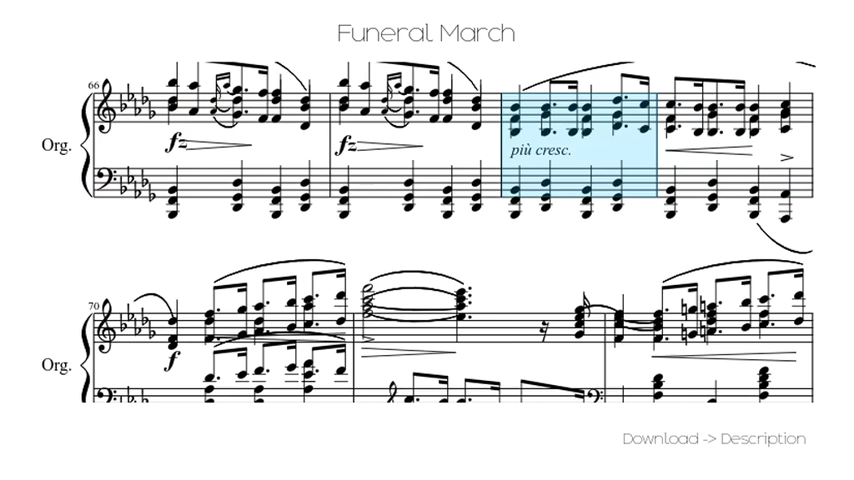 Funeral March
66
Org.
fz
fz
più cresc.
70
Org.
f
Download -> Description